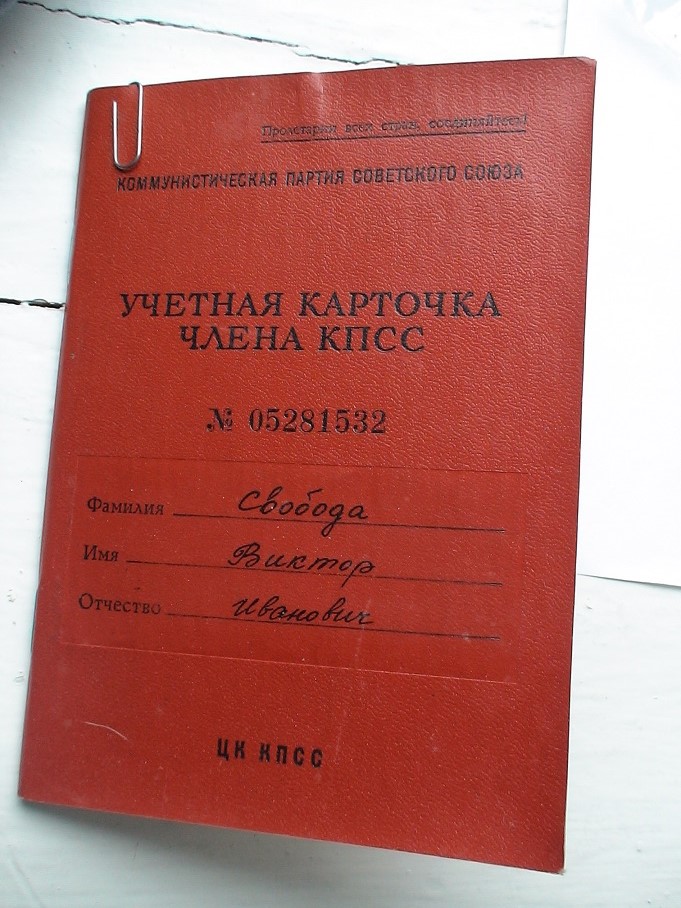 Пролетарии всех стран, соединяйтесь!
КОММУНИСТИЧЕСКАЯ ПАРТИЯ СОВЕТСКОГО СОЮЗА
УЧЕТНАЯ КАРТОЧКА
ЧЛЕНА КПСС
№ 05281532
Фамилия Свобода
Имя Виктор
Отчество Иванович
ЦК КПСС